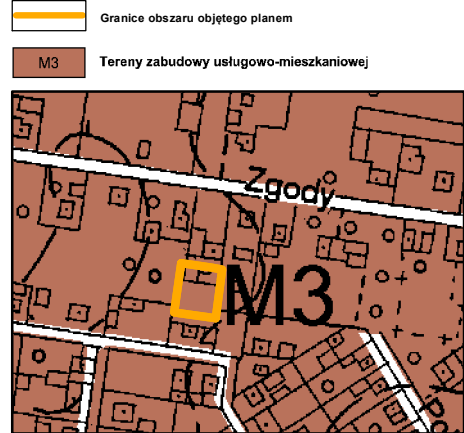 Granice obszaru objętego planem
M3
Tereny zabudowy usługowo-mieszkaniowej
Zgody
M3